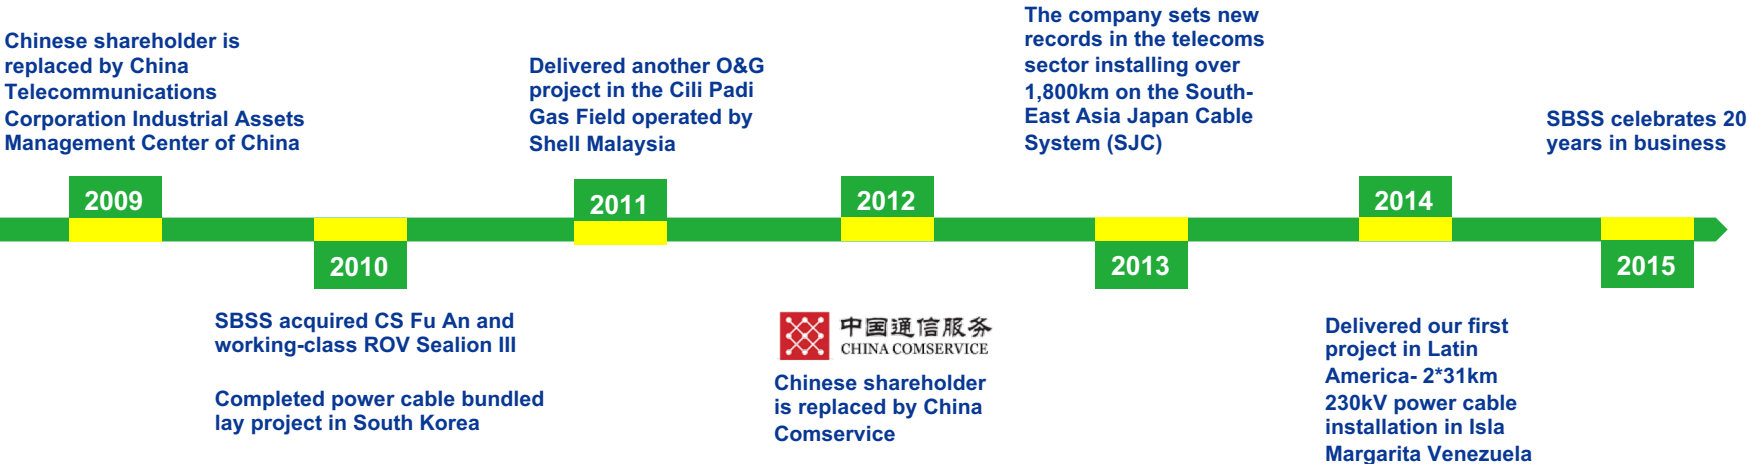 Chinese shareholder is
replaced by China
Telecommunications
Corporation Industrial Assets
Management Center of China
2009
2010
SBSS acquired CS Fu An and
working-class ROV Sealion III
Completed power cable bundled
lay project in South Korea
Delivered another O&G
project in the Cili Padi
Gas Field operated by
Shell Malaysia
2011
2012
中国通信服务
CHINA COMSERVICE
Chinese shareholder
is replaced by China
Comservice
The company sets new
records in the telecoms
sector installing over
1,800km on the South-
East Asia Japan Cable
System (SJC)
2013
2014
Delivered our first
project in Latin
America- 2*31km
230kV power cable
installation in Isla
Margarita Venezuela
SBSS celebrates 20
years in business
2015